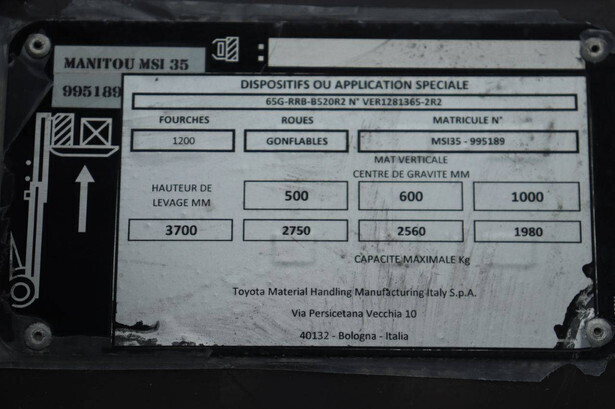 MANITOU MSI 35
995189
DISPOSITIFS OU APPLICATION SPECIALE
65G-RRB-B520R2 N° VER1281365-2R2
FOURCHES ROUES MATRICULE N°
1200 GONFLABLES MSI35 - 995189
MAT VERTICALE
CENTRE DE GRAVITE MM
HAUTEUR DE
LEVAGE MM
500 600 1000
3700 2750 2560 1980
CAPACITE MAXIMALE Kg
Toyota Material Handling Manufacturing Italy S.p.A.
Via Persicetana Vecchia 10
40132 - Bologna - Italia